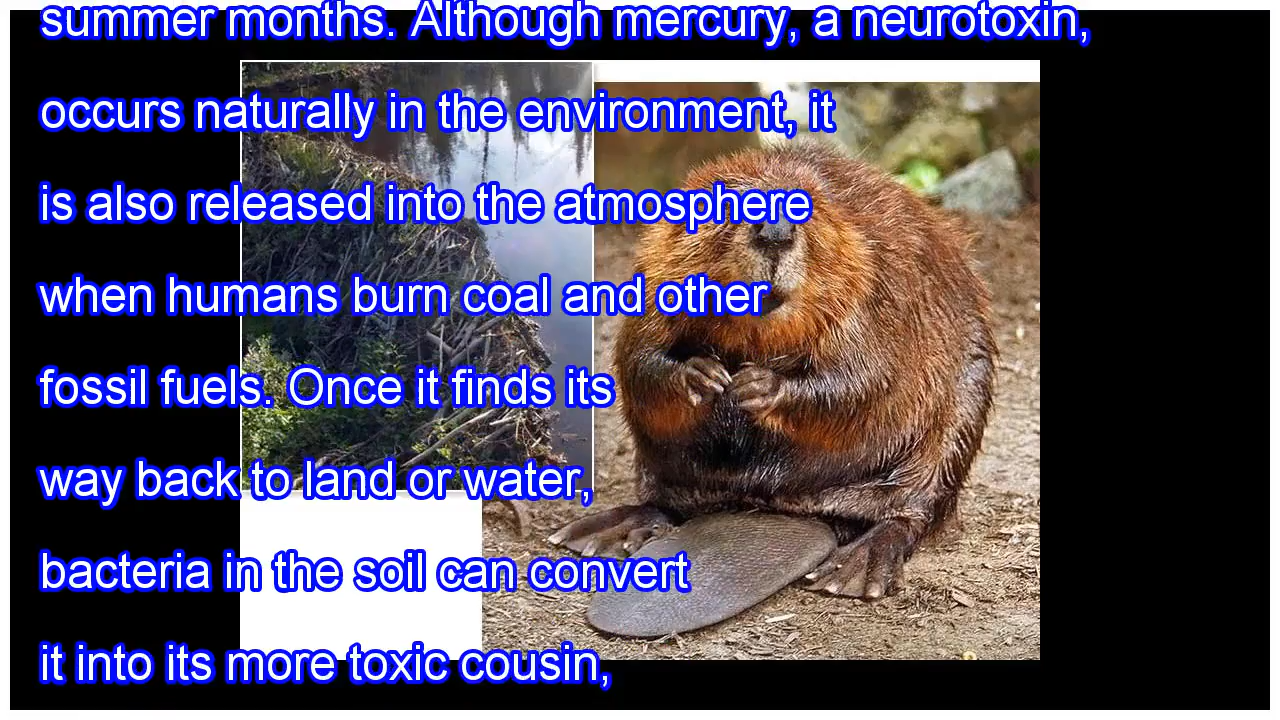 summer months. Although mercury, a neurotoxin,
occurs naturally in the environment, it
is also released into the atmosphere
when humans burn coal and other
fossil fuels. Once it finds its
way back to land or water,
bacteria in the soil can convert
it into its more toxic cousin,